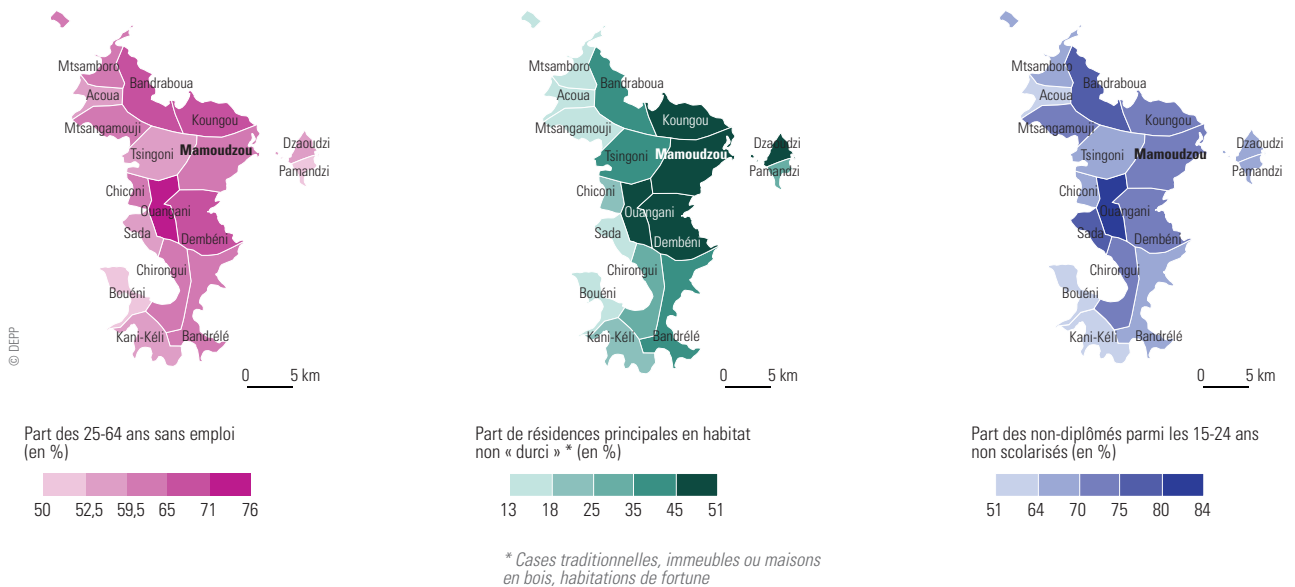 Mtsamboro
Bandraboua
Acoua
Koungou
Mtsangamouji
Dzaoudzi
Tsingoni
Mamoudzou
Pamandzi
Chiconi
Ouangani
Sada
Dembéni
Chirongui
Bouéni
Kani-Kéli
Bandrélé
© DEPP
0 5 km
Part des 25-64 ans sans emploi
(en %)
50 52,5 59,5 65 71 76
Mtsamboro
Bandraboua
Acoua
Koungou
Mtsangamouji
Dzaoudzi
Tsingoni
Mamoudzou
Pamandzi
Chiconi
Ouangani
Sada
Dembéni
Chirongui
Bouéni
Kani-Kéli
Bandrélé
0 5 km
Part de résidences principales en habitat
non « durci » * (en %)
13 18 25 35 45 51
* Cases traditionnelles, immeubles ou maisons
en bois, habitations de fortune
Mtsamboro
Bandraboua
Acoua
Koungou
Mtsangamouji
Dzaoudzi
Tsingoni
Mamoudzou
Pamandzi
Chiconi
Ouangani
Sada
Dembéni
Chirongui
Bouéni
Kani-Kéli
Bandrélé
0 5 km
Part des non-diplômés parmi les 15-24 ans
non scolarisés (en %)
51 64 70 75 80 84